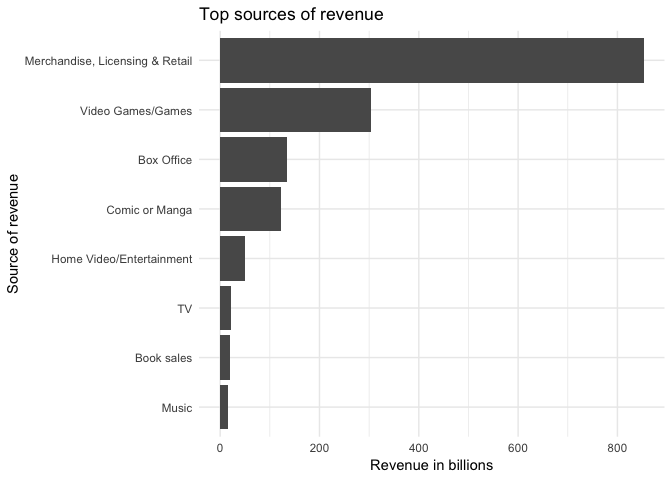 Top sources of revenue
Source of revenue
Merchandise, Licensing & Retail
Video Games/Games
Box Office
Comic or Manga
Home Video/Entertainment
TV
Book sales
Music
0 200 400 600 800
Revenue in billions